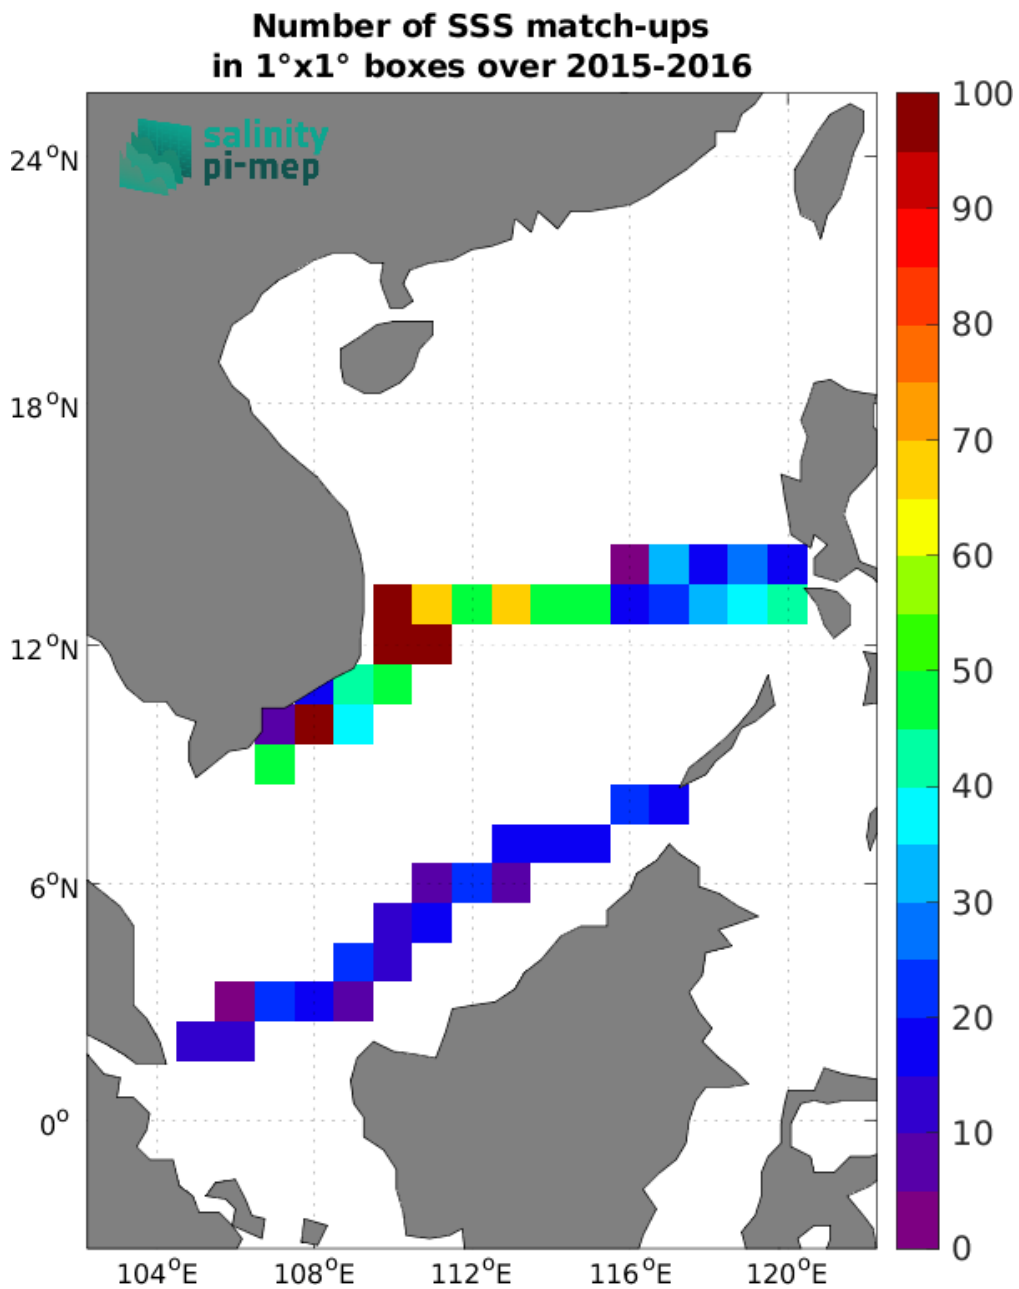 Number of SSS match-ups
in 1°x1° boxes over 2015-2016
salinity
pi-mep
24°N
18°N
12°N
6°N
0°
104°E
108°E
112°E
116°E
120°E
100
90
80
70
60
50
40
30
20
10
0